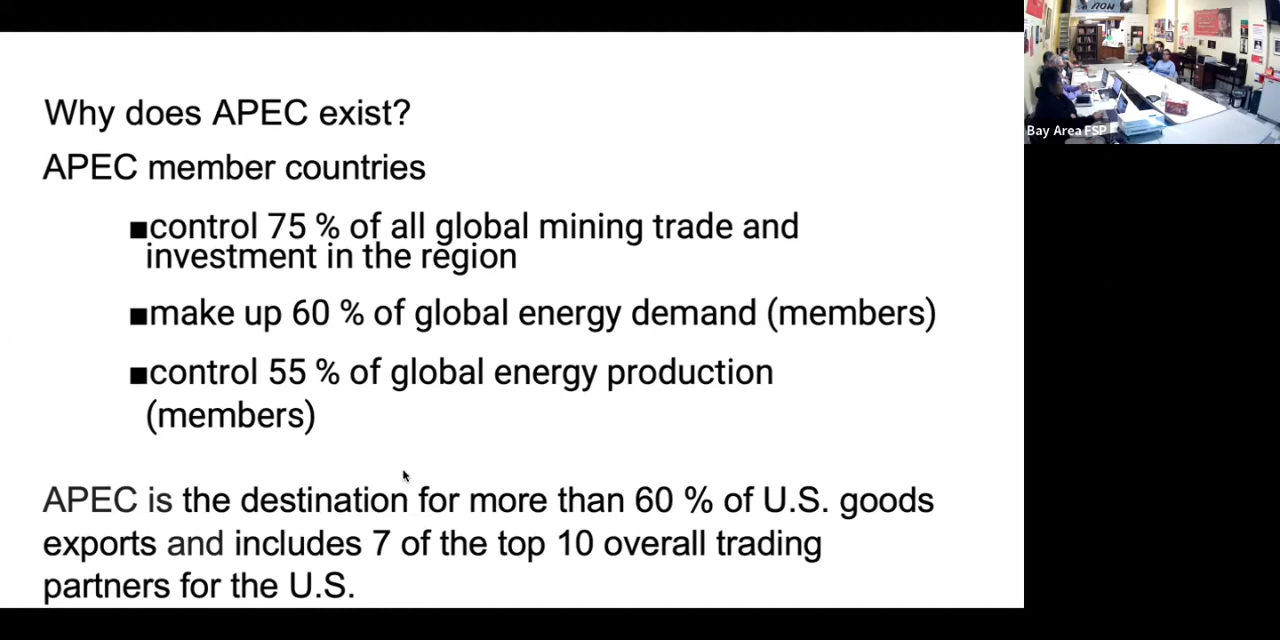 Why does APEC exist?
APEC member countries
■control 75 % of all global mining trade and
investment in the region
■make up 60 % of global energy demand (members)
■control 55 % of global energy production
(members)
APEC is the destination for more than 60 % of U.S. goods
exports and includes 7 of the top 10 overall trading
partners for the U.S.
Bay Area FSP